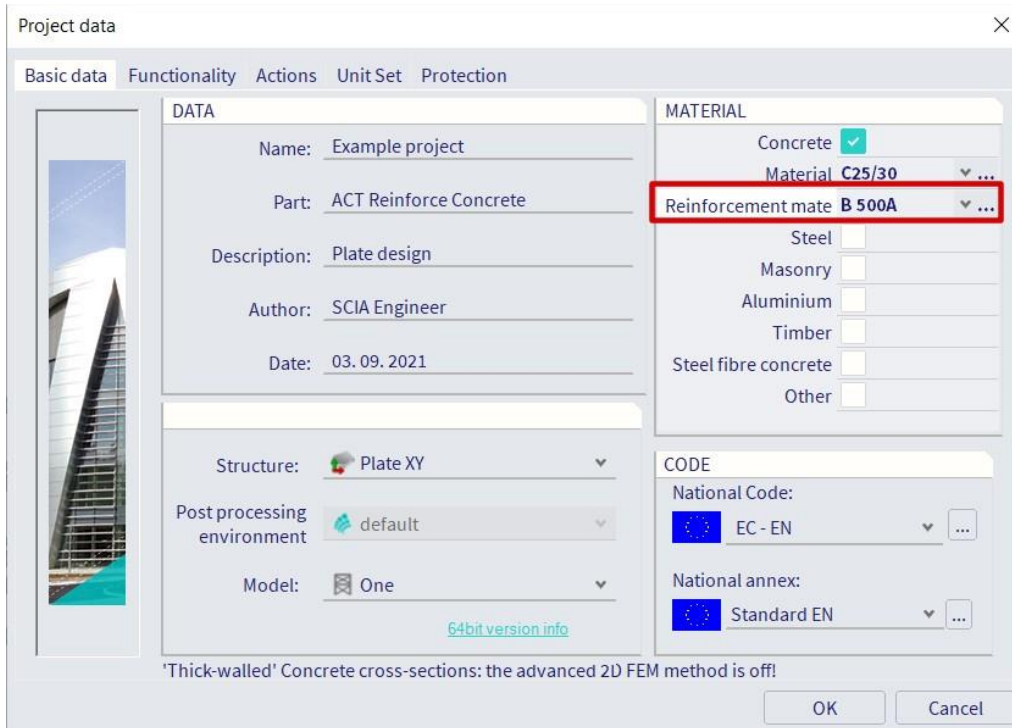 Project data
Basic data Functionality Actions Unit Set Protection
DATA
Name: Example project
Part: ACT Reinforce Concrete
Description: Plate design
Author: SCIA Engineer
Date: 03. 09. 2021
Structure: Plate XY
Post processing
environment
default
Model: One
64bit version info
MATERIAL
Concrete
Material C25/30 ...
Reinforcement mate B 500A ...
Steel
Masonry
Aluminium
Timber
Steel fibre concrete
Other
CODE
National Code:
EC - EN ...
National annex:
Standard EN ...
'Thick-walled' Concrete cross-sections: the advanced 2D FEM method is off!
OK Cancel